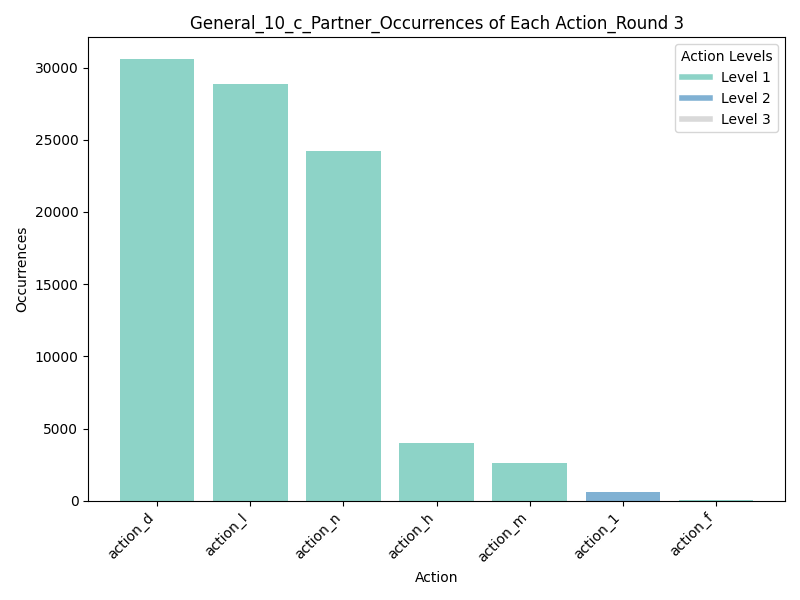 General_10_c_Partner_Occurrences of Each Action_Round 3
Action Levels
Level 1
Level 2
Level 3
Occurrences
30000
25000
20000
15000
10000
5000
0
action_d
action_l
action_n
action_h
action_m
action_1
action_f
Action